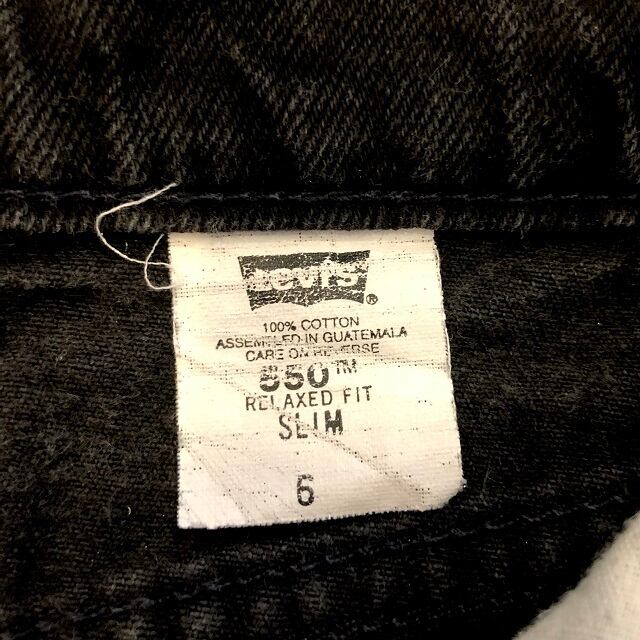 Levi's ®
100% COTTON
ASSEMBLED IN GUATEMALA
CARE ON REVERSE
550™
RELAXED FIT
SLIM
6